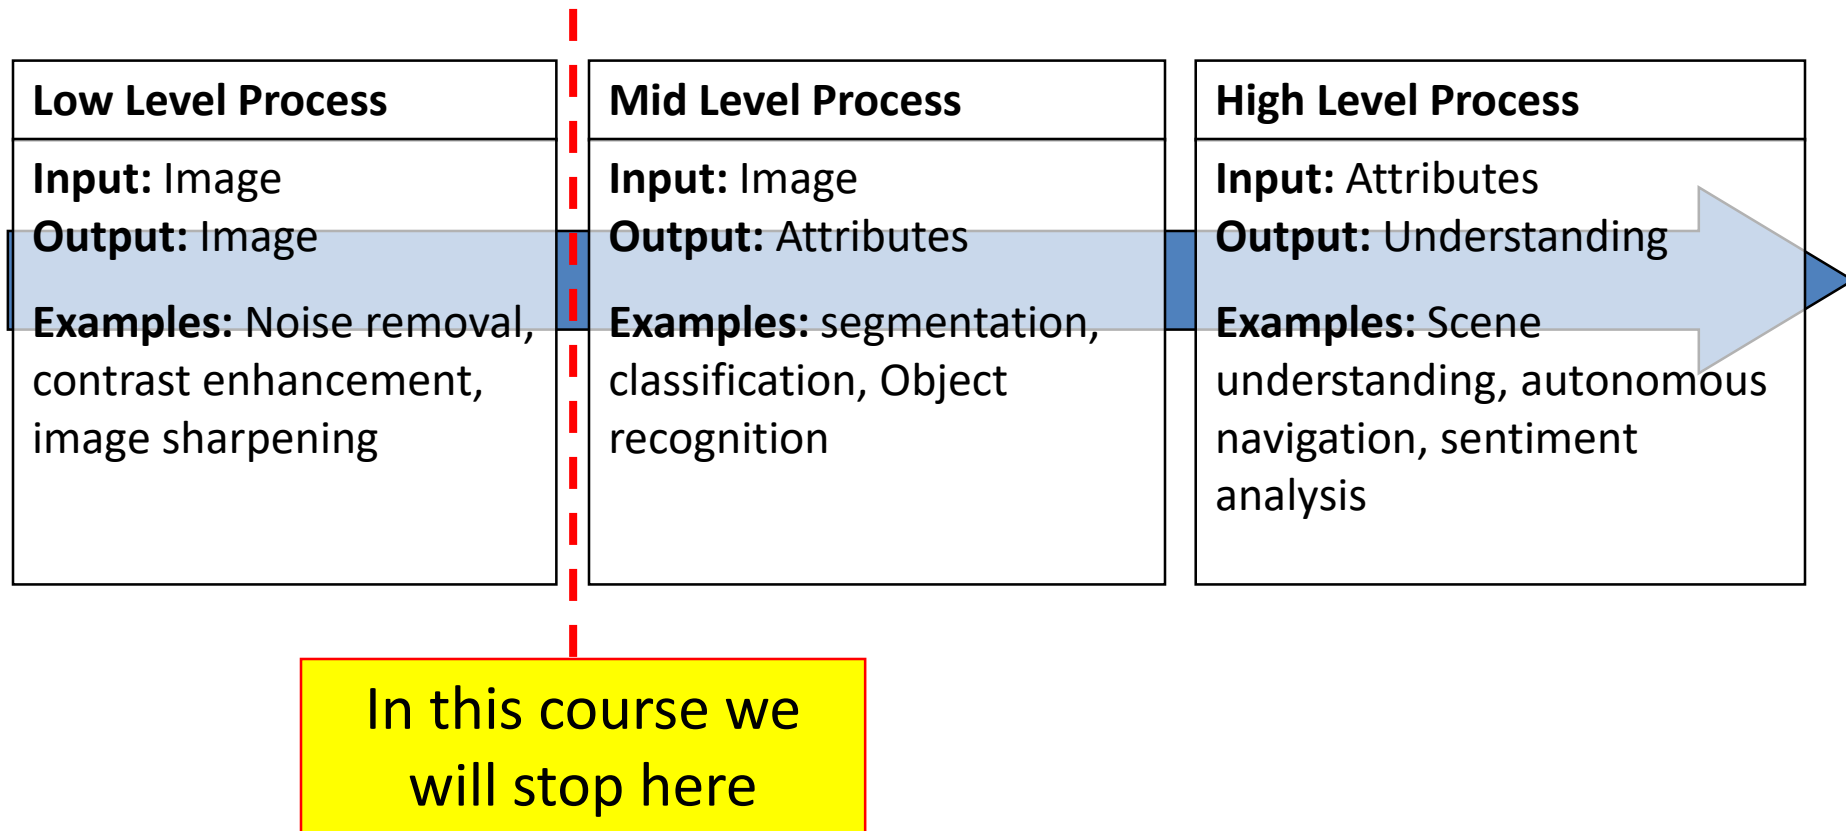 Low Level Process
Input: Image
Output: Image
Examples: Noise removal,
contrast enhancement,
image sharpening
Mid Level Process
Input: Image
Output: Attributes
Examples: segmentation,
classification, Object
recognition
High Level Process
Input: Attributes
Output: Understanding
Examples: Scene
understanding, autonomous
navigation, sentiment
analysis
In this course we
will stop here